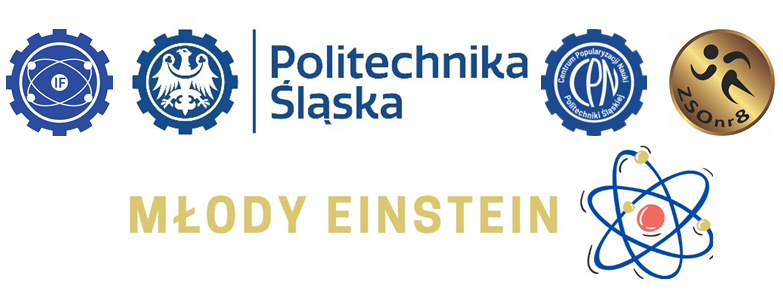 IF
Politechnika
Śląska
Centrum Popularyzacji Nauki
CPN
Politechniki Śląskiej
ZSOnr8
MŁODY EINSTEIN